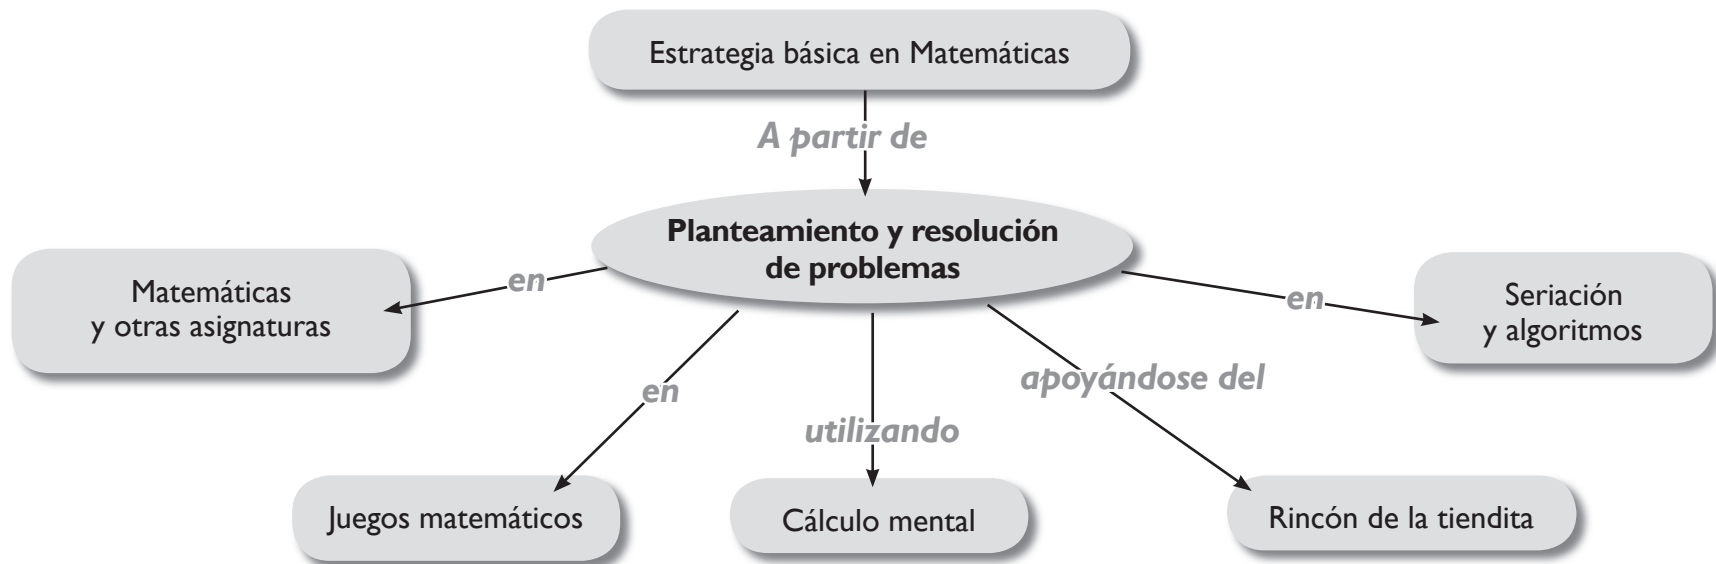 Estrategia básica en Matemáticas
A partir de
Planteamiento y resolución
de problemas
Matemáticas
y otras asignaturas
en
en
utilizando
apoyándose del
en
Seriación
y algoritmos
Juegos matemáticos
Cálculo mental
Rincón de la tiendita